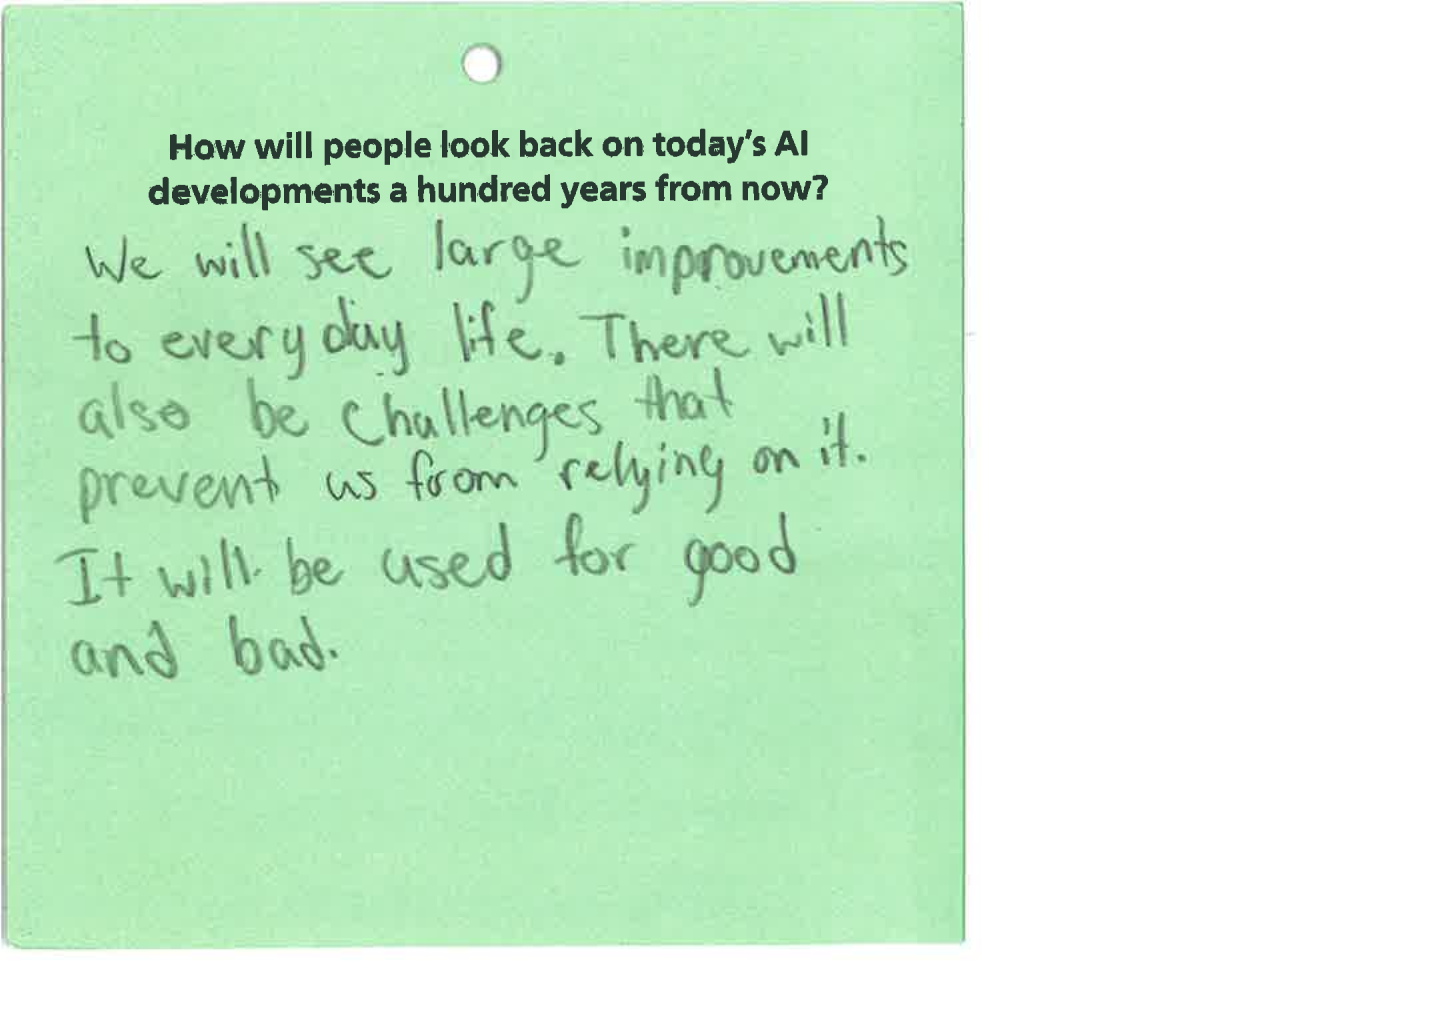 How will people look back on today's AI
developments a hundred years from now?
We will see large improvements
to every day life. There will
also be challenges that
prevent us from relying on it.
It will be used for good
and bad.